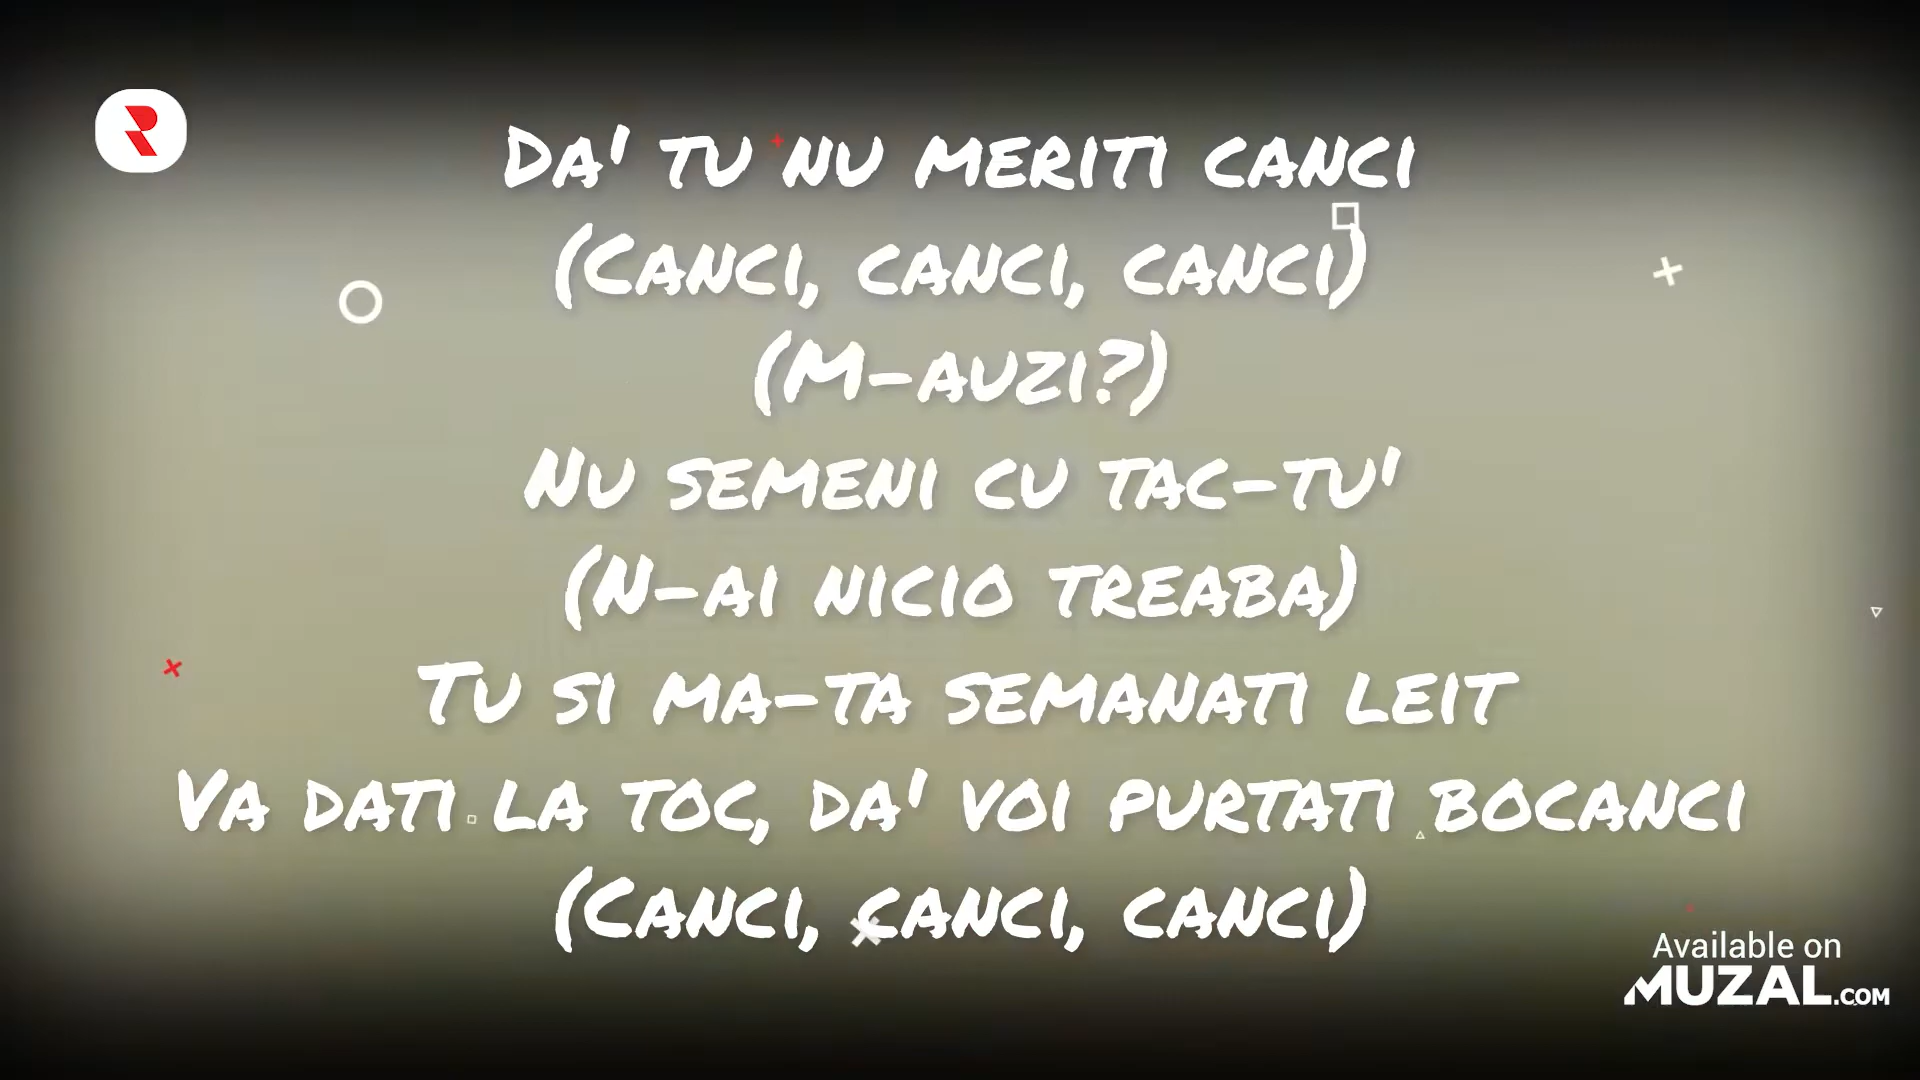 Da' tu nu meriti canci
(Canci, canci, canci)
(M-auzi?)
Nu semeni cu tac-tu'
(N-ai nicio treaba)
Tu si ma-ta semanati leit
Va dati la toc, da' voi purtati bocanci
(Canci, canci, canci)
Available on
MUZAL.COM